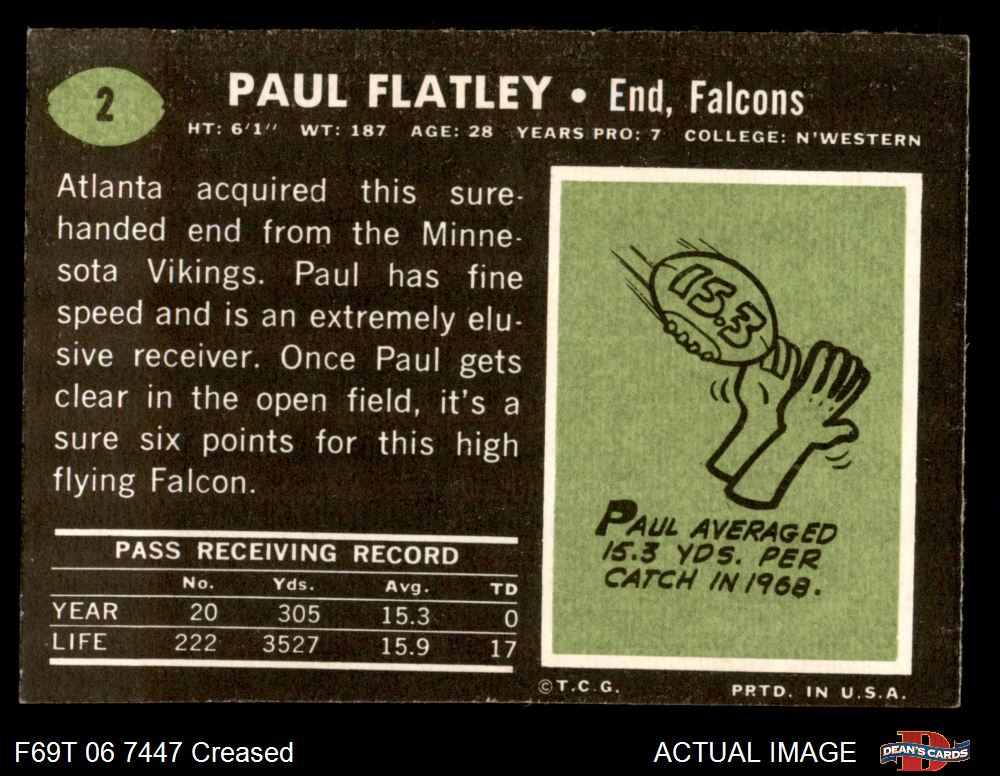 2
PAUL FLATLEY • End, Falcons
HT: 6'1" WT: 187 AGE: 28 YEARS PRO: 7 COLLEGE: N'WESTERN
Atlanta acquired this sure-
handed end from the Minne-
sota Vikings. Paul has fine
speed and is an extremely elu-
sive receiver. Once Paul gets
clear in the open field, it's a
sure six points for this high
flying Falcon.
PASS RECEIVING RECORD
No. Yds. Avg. TD
YEAR 20 305 15.3 0
LIFE 222 3527 15.9 17
15.3
PAUL AVERAGED
15.3 YDS. PER
CATCH IN 1968.
©T.C.G. PRTD. IN U.S.A.
F69T 06 7447 Creased
ACTUAL IMAGE
DEAN'S CARDS